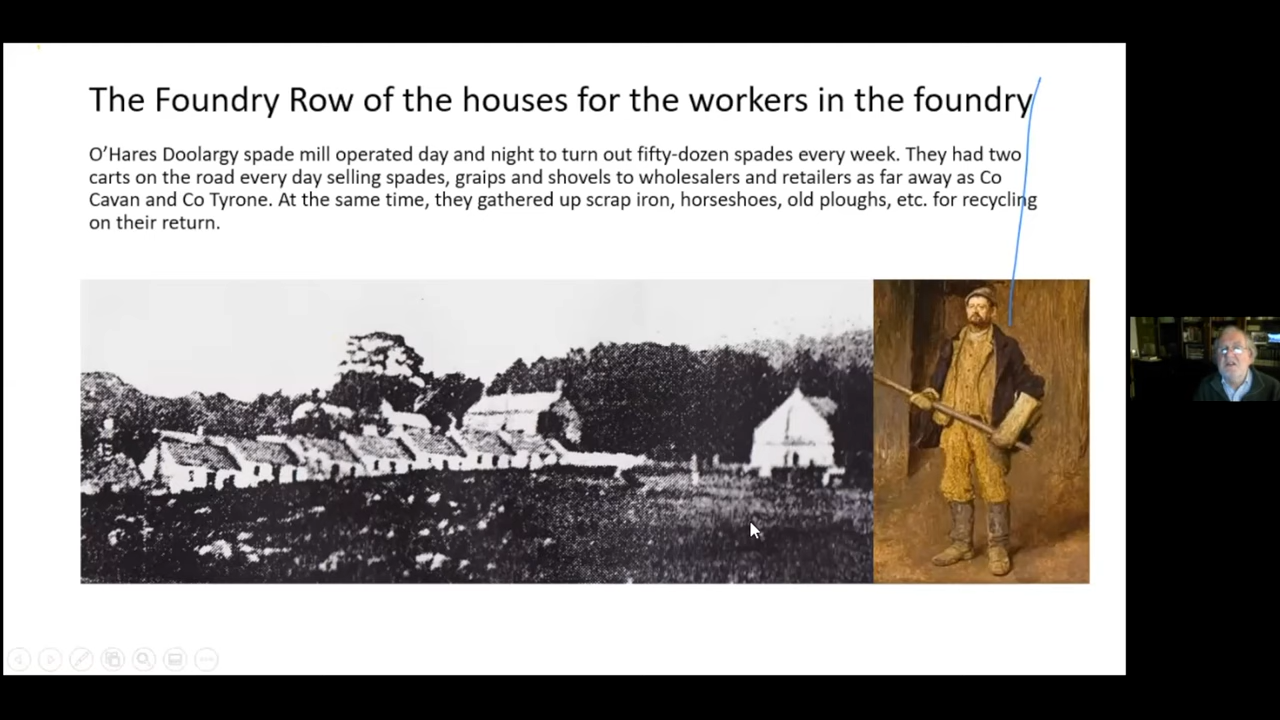 The Foundry Row of the houses for the workers in the foundry
O’Hares Doolargy spade mill operated day and night to turn out fifty-dozen spades every week. They had two
carts on the road every day selling spades, graips and shovels to wholesalers and retailers as far away as Co
Cavan and Co Tyrone. At the same time, they gathered up scrap iron, horseshoes, old ploughs, etc. for recycling
on their return.